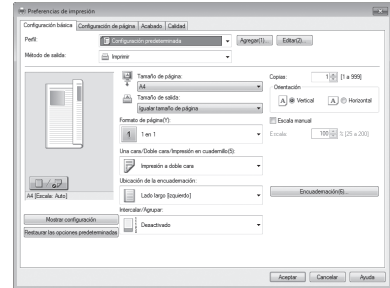 Preferencias de impresión
Configuración básica Configuración de página Acabado Calidad
Perfil: Configuración predeterminada Agregar(1)... Editar(2)...
Método de salida: Imprimir
Tamaño de página: Copias: 1 [1 a 999]
A4 Orientación
Tamaño de salida: A Vertical A Horizontal
Igualar tamaño de página
Formato de página(Y): Escala manual
1 1 en 1 Escala: 100 % [25 a 200]
Una cara/Doble cara/Impresión en cuadernillo(5):
Impresión a doble cara
Ubicación de la encuadernación:
A4 [Escala: Auto] Lado largo [izquierdo] Encuadernación(6)...
Intercalar/Agrupar:
Mostrar configuración Desactivado
Restaurar las opciones predeterminadas
Aceptar Cancelar Ayuda